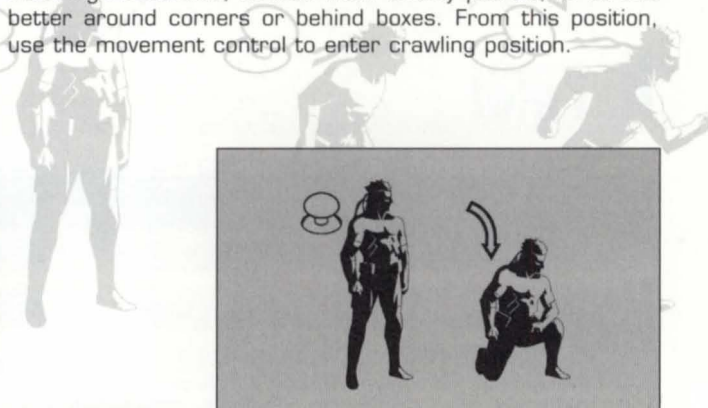 better around corners or behind boxes. From this position,
use the movement control to enter crawling position.